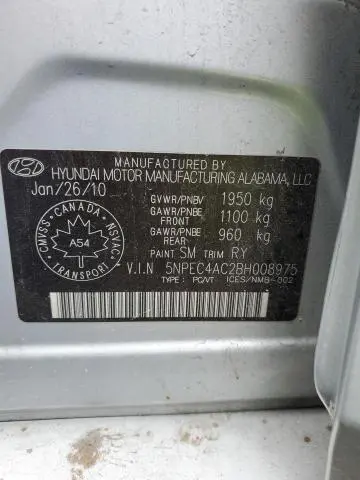 MANUFACTURED BY
HYUNDAI MOTOR MANUFACTURING ALABAMA, LLC
Jan/26/10
GVWR/PNBV 1950 kg
GAWR/PNBE FRONT 1100 kg
GAWR/PNBE REAR 960 kg
PAINT SM TRIM RY
CANADA
CMVSS
NSVAC
A54
TRANSPORT
V.I.N 5NPEC4AC2BH008975
TYPE : PC/VT ICES/NMB-002